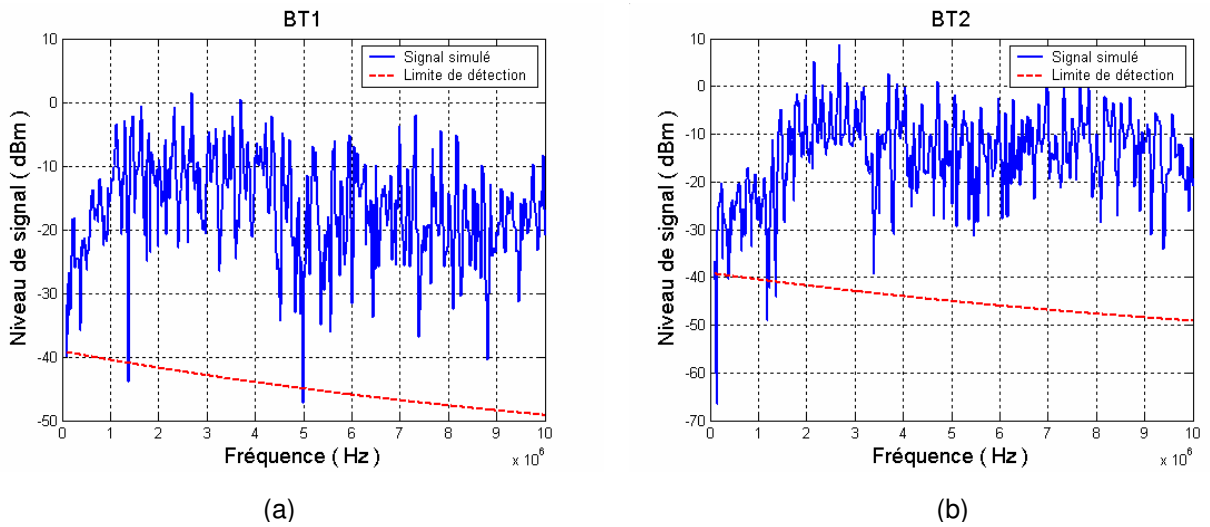 BT1
10
0
-10
-20
-30
-40
-50
Niveau de signal ( dBm )
Signal simulé
Limite de détection
0 1 2 3 4 5 6 7 8 9 10
Fréquence ( Hz )
x 10^6
(a)
BT2
10
0
-10
-20
-30
-40
-50
-60
-70
Niveau de signal ( dBm )
Signal simulé
Limite de détection
0 1 2 3 4 5 6 7 8 9 10
Fréquence ( Hz )
x 10^6
(b)